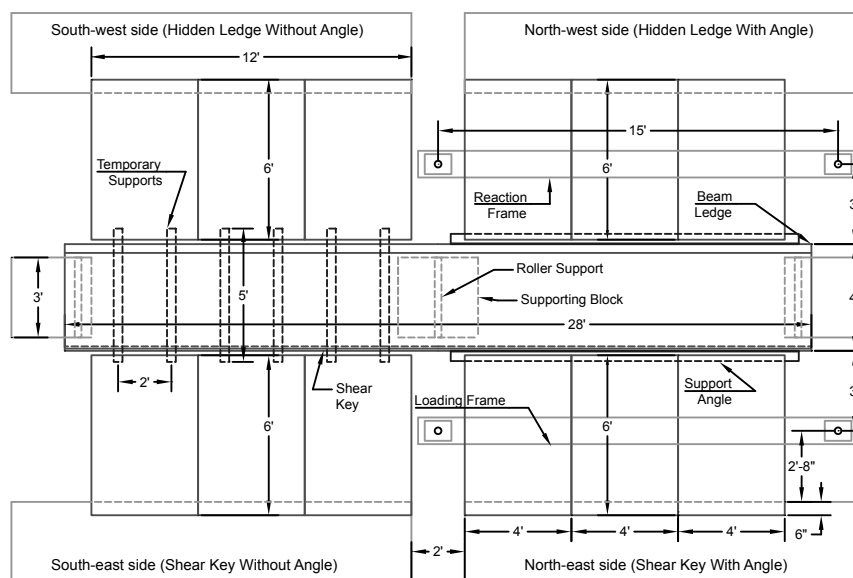 South-west side (Hidden Ledge Without Angle)
North-west side (Hidden Ledge With Angle)
12'
15'
6'
6'
Temporary
Supports
Reaction
Frame
Beam
Ledge
3
3'
5'
Roller Support
Supporting Block
4
28'
2'
Shear
Key
Support
Angle
Loading Frame
3
6'
6'
2'-8"
4'
4'
4'
6"
2'
South-east side (Shear Key Without Angle)
North-east side (Shear Key With Angle)